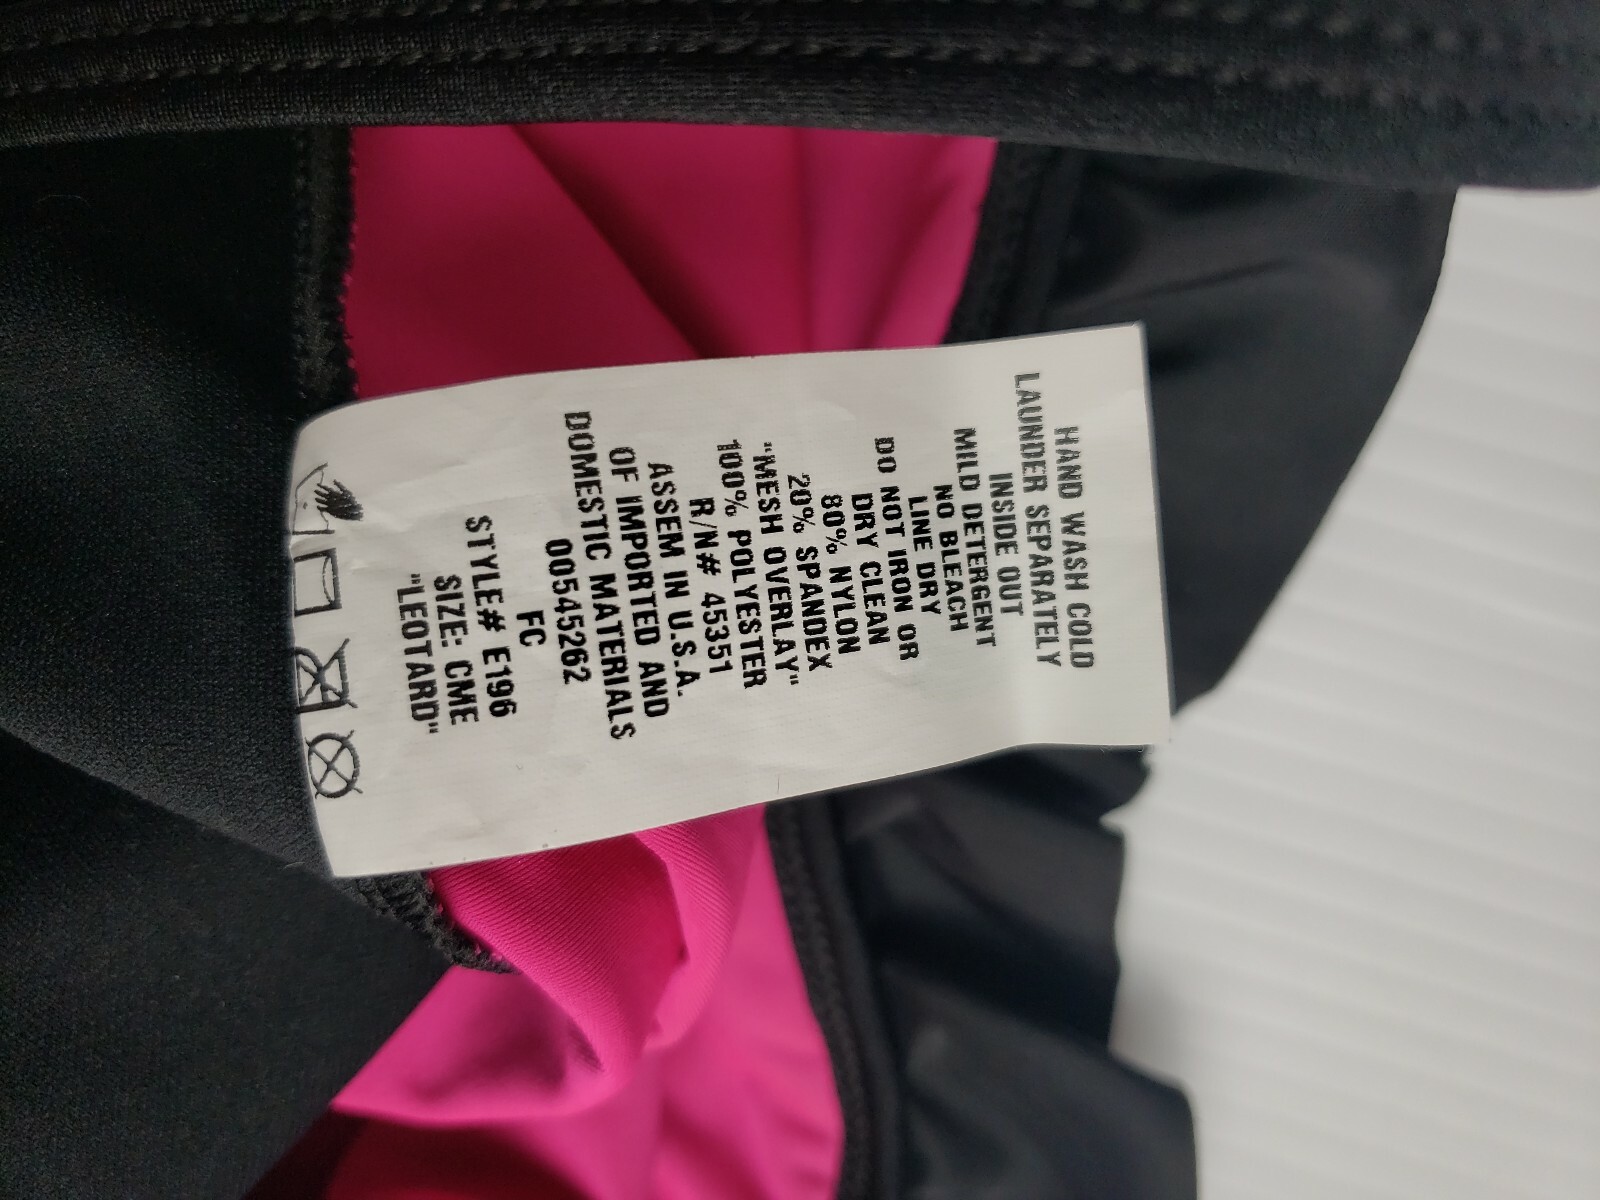 HAND WASH COLD
LAUNDER SEPARATELY
INSIDE OUT
MILD DETERGENT
NO BLEACH
LINE DRY
DO NOT IRON OR
DRY CLEAN
80% NYLON
20% SPANDEX
"MESH OVERLAY"
100% POLYESTER
R/N# 45351
ASSEM IN U.S.A.
OF IMPORTED AND
DOMESTIC MATERIALS
00545262
FC
STYLE# E196
SIZE: CME
"LEOTARD"